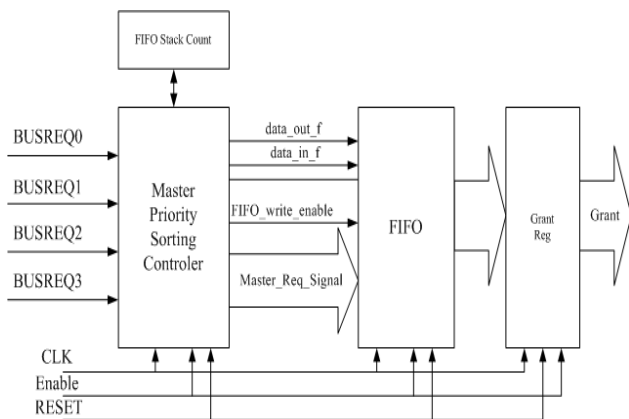 FIFO Stack Count
BUSREQ0
BUSREQ1
BUSREQ2
BUSREQ3
Master
Priority
Sorting
Controler
data_out_f
data_in_f
FIFO_write_enable
Master_Req_Signal
FIFO
Grant
Reg
Grant
CLK
Enable
RESET